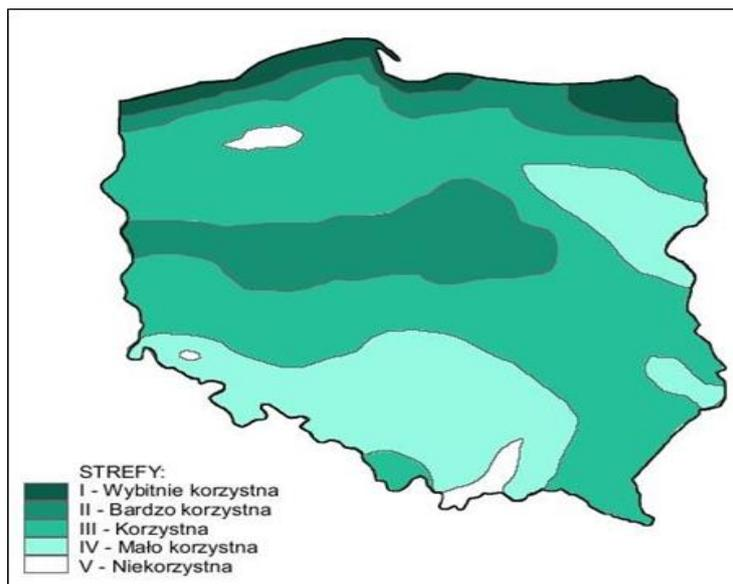 STREFY:
I - Wybitnie korzystna
II - Bardzo korzystna
III - Korzystna
IV - Mało korzystna
V - Niekorzystna